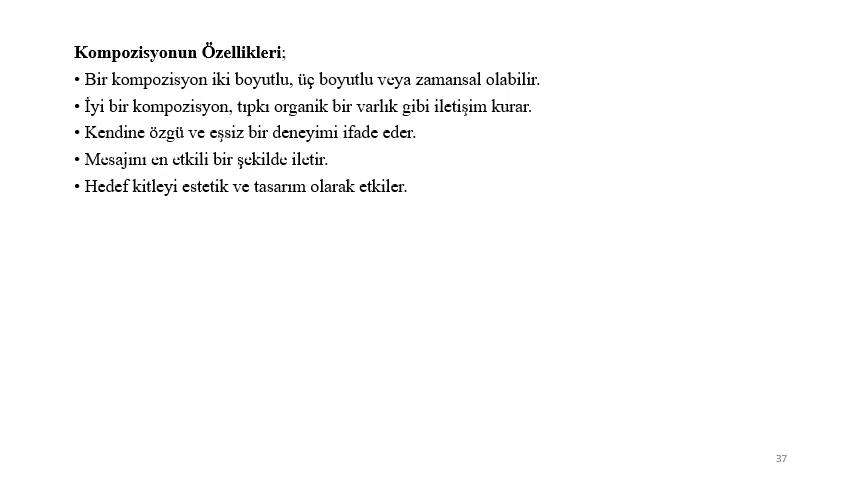 Kompozisyonun Özellikleri;
• Bir kompozisyon iki boyutlu, üç boyutlu veya zamansal olabilir.
• İyi bir kompozisyon, tıpkı organik bir varlık gibi iletişim kurar.
• Kendine özgü ve eşsiz bir deneyimi ifade eder.
• Mesajını en etkili bir şekilde iletir.
• Hedef kitleyi estetik ve tasarım olarak etkiler.
37